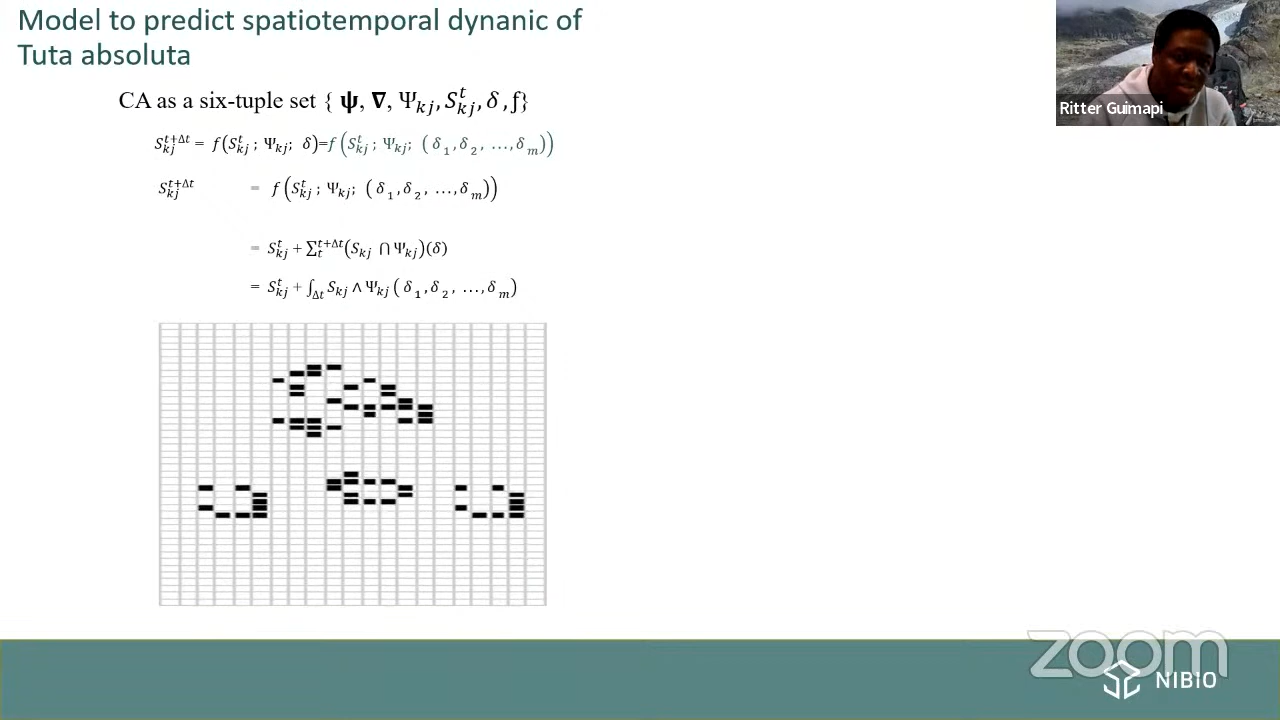 Model to predict spatiotemporal dynanic of
Tuta absoluta
Ritter Guimapi
CA as a six-tuple set { ψ, ∇, Ψ_kj, S^t_kj, δ ,ƒ}
S^{t+Δt}_kj = f(S^t_kj ; Ψ_kj; δ)=f(S^t_kj ; Ψ_kj; ( δ_1,δ_2, …,δ_m))
S^{t+Δt}_kj = f(S^t_kj ; Ψ_kj; ( δ_1,δ_2, …,δ_m))
= S^t_kj + ∑^{t+Δt}_t(S_kj ⋂ Ψ_kj)(δ)
= S^t_kj + ∫_Δt S_kj ∧ Ψ_kj ( δ_1,δ_2, …,δ_m)
zoom
NIBIO